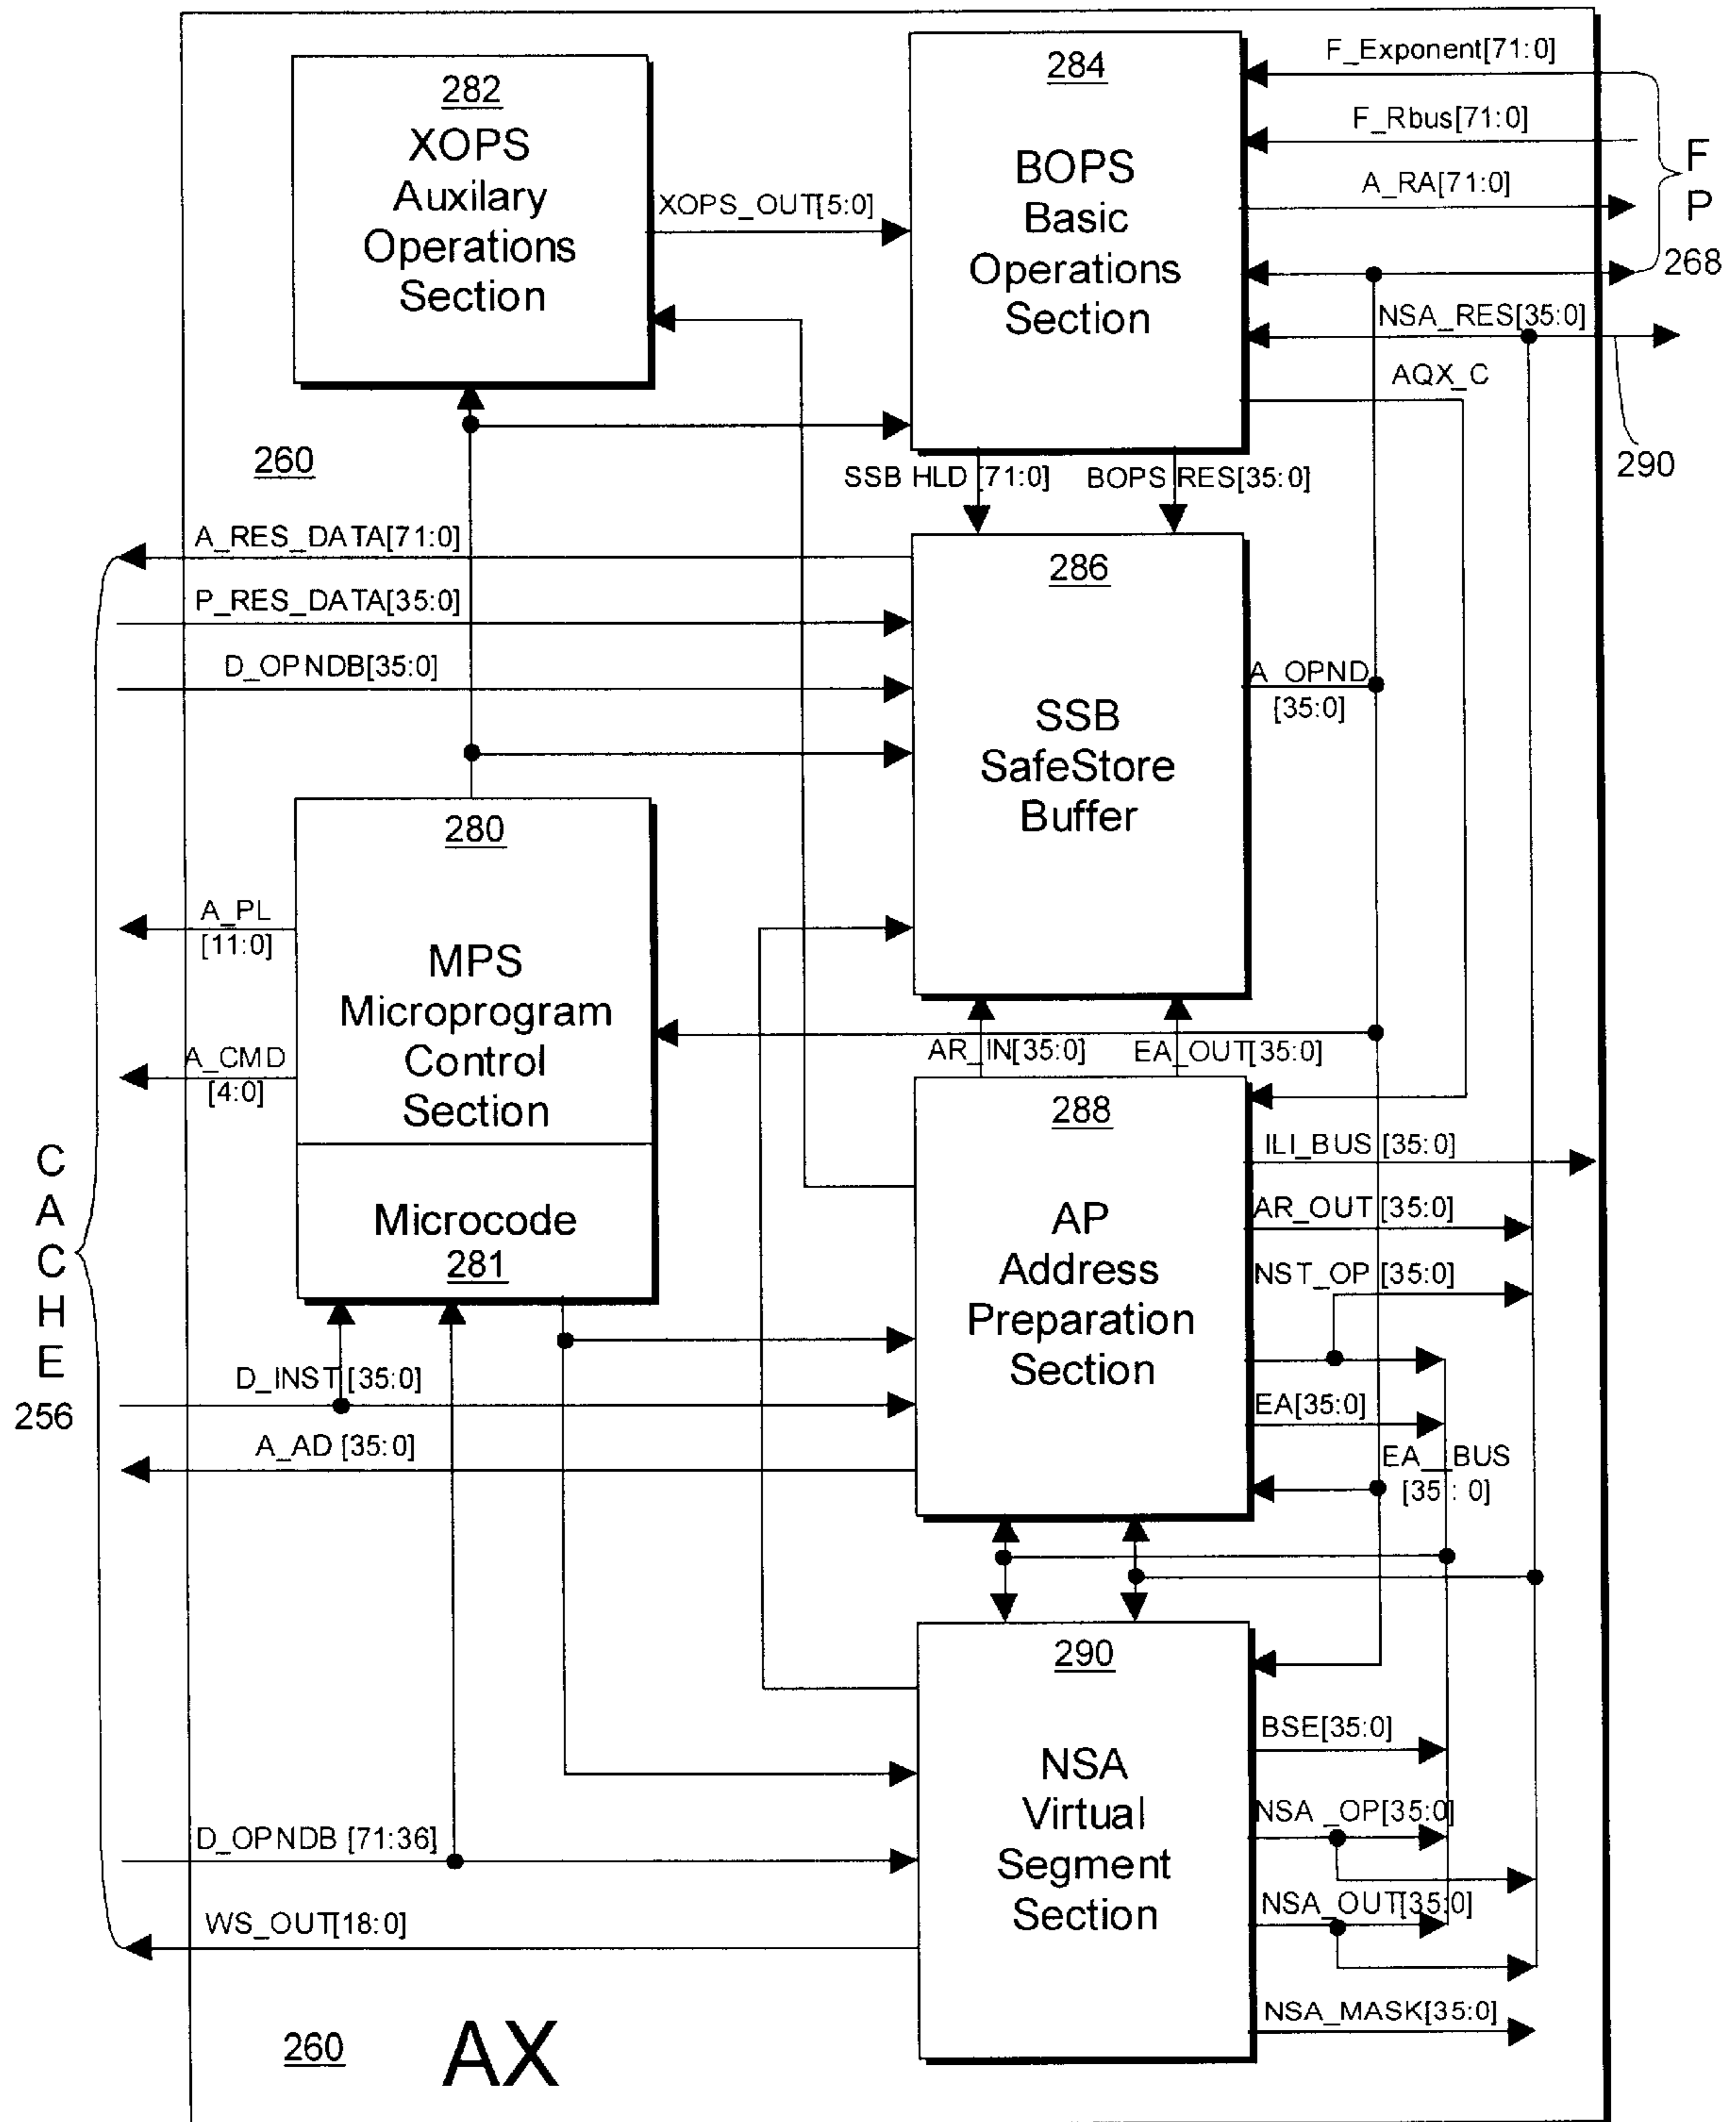 282
XOPS
Auxilary
Operations
Section
284
BOPS
Basic
Operations
Section
F_Exponent[71:0]
F_Rbus[71:0]
A_RA[71:0]
F
P
268
XOPS_OUT[5:0]
NSA_RES[35:0]
AQX_C
290
260
SSB HLD [71:0]
BOPS RES[35:0]
A_RES_DATA[71:0]
P_RES_DATA[35:0]
D_OPNDB[35:0]
286
SSB
SafeStore
Buffer
A_OPND
[35:0]
280
MPS
Microprogram
Control
Section
A_PL
[11:0]
A_CMD
[4:0]
Microcode
281
AR_IN[35:0]
EA_OUT[35:0]
288
AP
Address
Preparation
Section
ILI_BUS [35:0]
AR_OUT [35:0]
NST_OP [35:0]
EA[35:0]
EA_BUS
[35:0]
C
A
C
H
E
256
D_INST [35:0]
A_AD [35:0]
290
NSA
Virtual
Segment
Section
BSE[35:0]
NSA_OP[35:0]
NSA_OUT[35:0]
NSA_MASK[35:0]
D_OPNDB [71:36]
WS_OUT[18:0]
260
AX